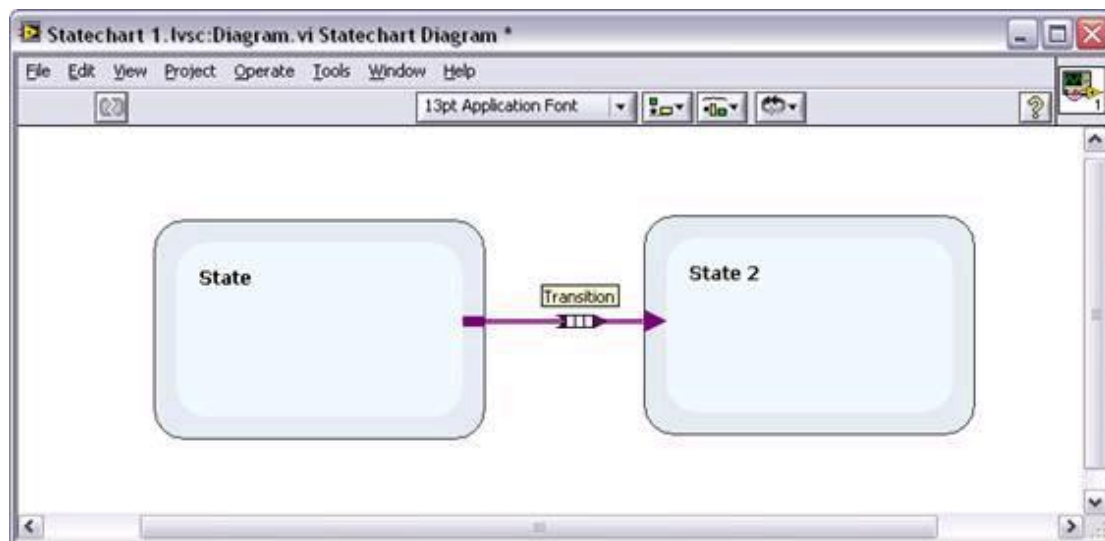 Statechart 1.lvsc:Diagram.vi Statechart Diagram *
File Edit View Project Operate Tools Window Help
13pt Application Font
?
1
State
Transition
State 2